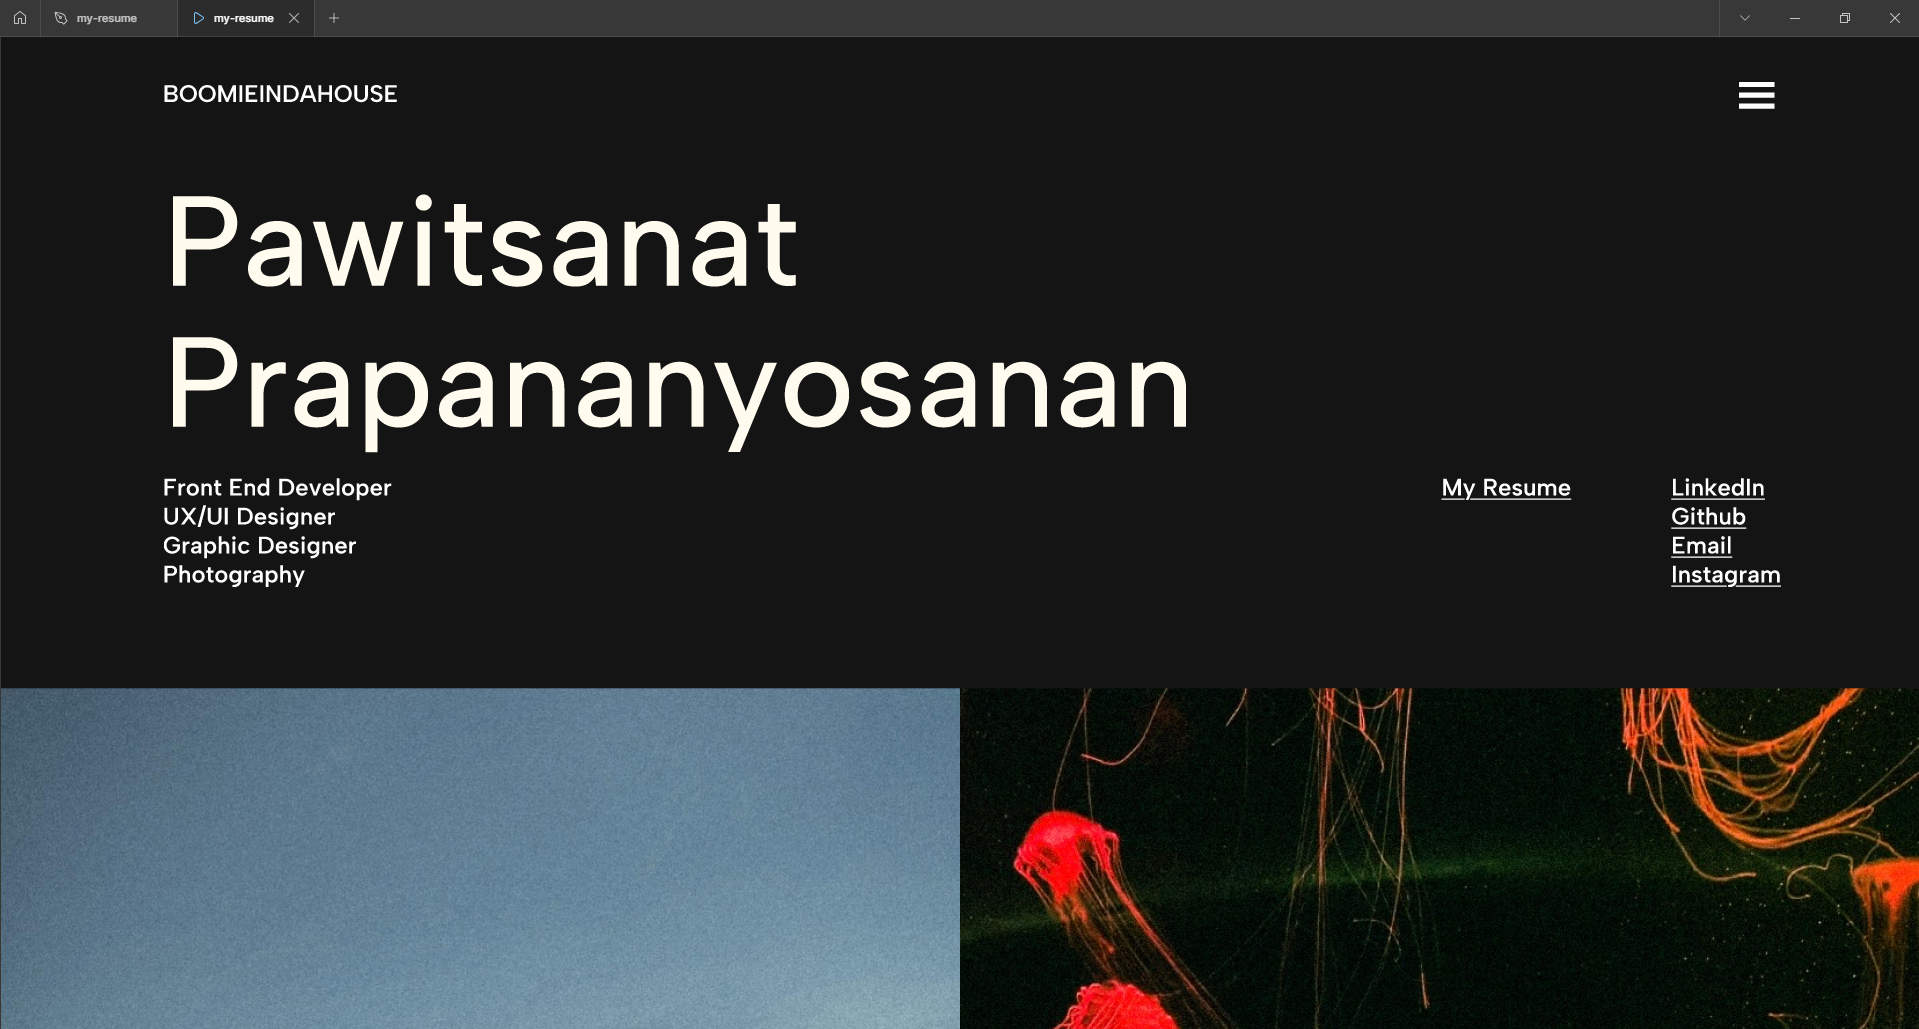 my-resume
my-resume
BOOMIEINDAHOUSE
Pawitsanat
Prapananyosanan
Front End Developer
UX/UI Designer
Graphic Designer
Photography
My Resume
LinkedIn
Github
Email
Instagram